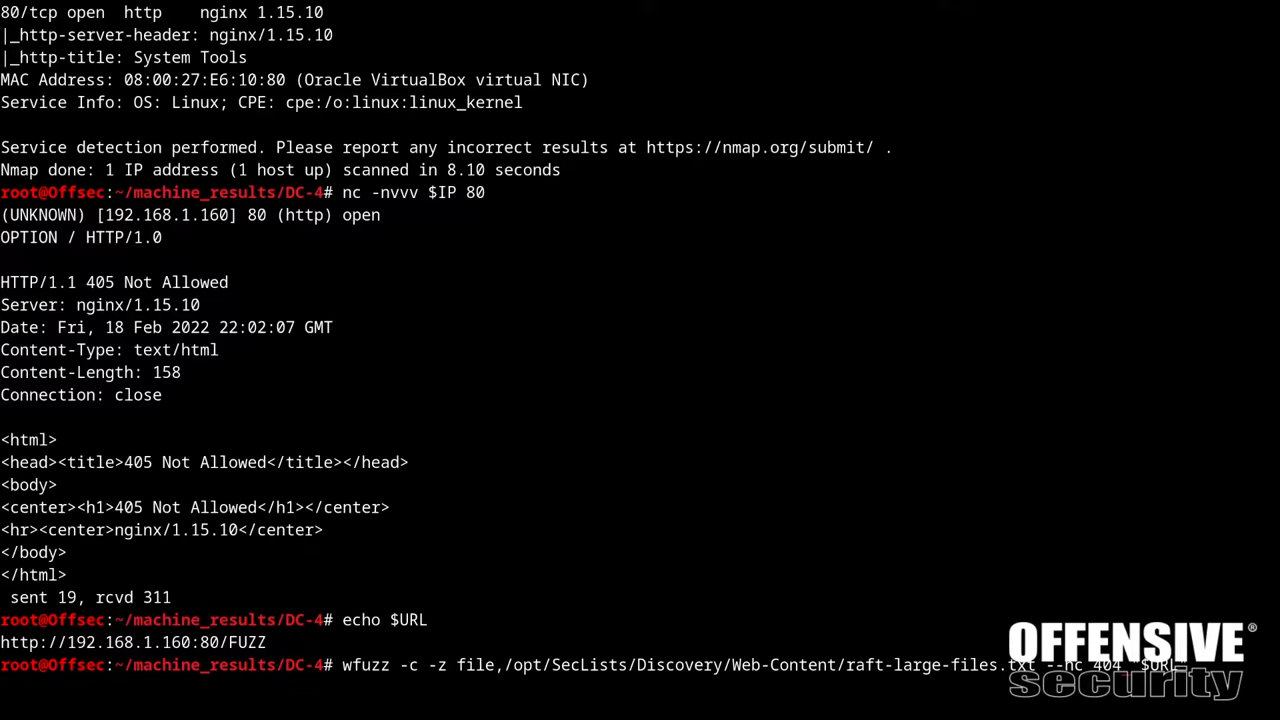 80/tcp open  http    nginx 1.15.10
|_http-server-header: nginx/1.15.10
|_http-title: System Tools
MAC Address: 08:00:27:E6:10:80 (Oracle VirtualBox virtual NIC)
Service Info: OS: Linux; CPE: cpe:/o:linux:linux_kernel
Service detection performed. Please report any incorrect results at https://nmap.org/submit/ .
Nmap done: 1 IP address (1 host up) scanned in 8.10 seconds
root@Offsec:~/machine_results/DC-4# nc -nvvv $IP 80
(UNKNOWN) [192.168.1.160] 80 (http) open
OPTION / HTTP/1.0
HTTP/1.1 405 Not Allowed
Server: nginx/1.15.10
Date: Fri, 18 Feb 2022 22:02:07 GMT
Content-Type: text/html
Content-Length: 158
Connection: close
<html>
<head><title>405 Not Allowed</title></head>
<body>
<center><h1>405 Not Allowed</h1></center>
<hr><center>nginx/1.15.10</center>
</body>
</html>
 sent 19, rcvd 311
root@Offsec:~/machine_results/DC-4# echo $URL
http://192.168.1.160:80/FUZZ
root@Offsec:~/machine_results/DC-4# wfuzz -c -z file,/opt/SecLists/Discovery/Web-Content/raft-large-files.txt --hc 404 "$URL"
OFFENSIVE®
security